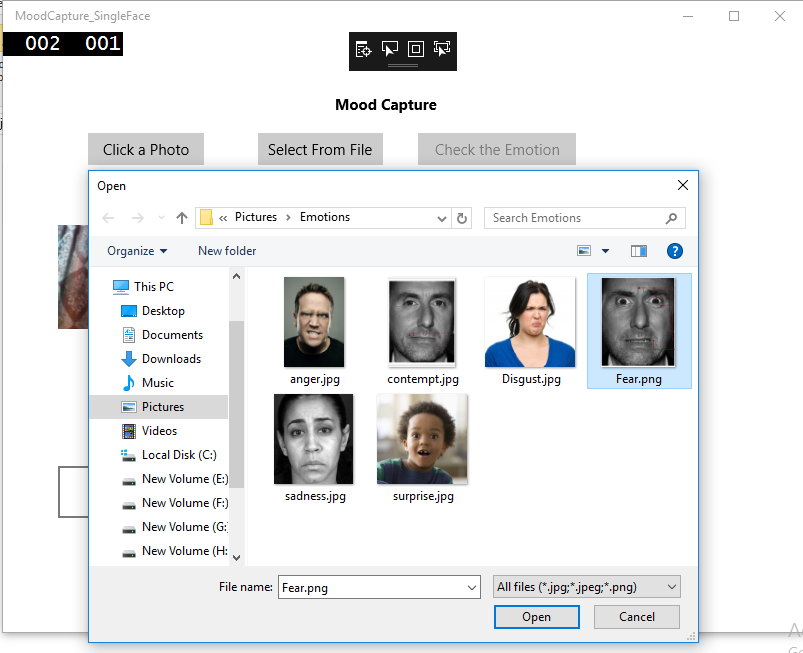 MoodCapture_SingleFace
002 001
Mood Capture
Click a Photo Select From File Check the Emotion
Open
« Pictures › Emotions Search Emotions
Organize New folder
This PC
Desktop
Documents
Downloads
Music
Pictures
Videos
Local Disk (C:)
New Volume (E:)
New Volume (F:)
New Volume (G:
New Volume (H:
anger.jpg contempt.jpg Disgust.jpg Fear.png
sadness.jpg surprise.jpg
File name: Fear.png All files (*.jpg;*.jpeg;*.png)
Open Cancel